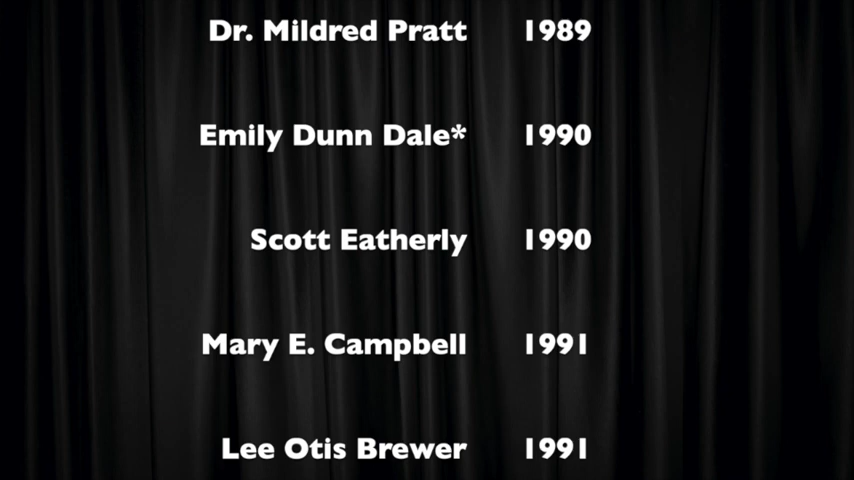 Dr. Mildred Pratt 1989
Emily Dunn Dale* 1990
Scott Eatherly 1990
Mary E. Campbell 1991
Lee Otis Brewer 1991